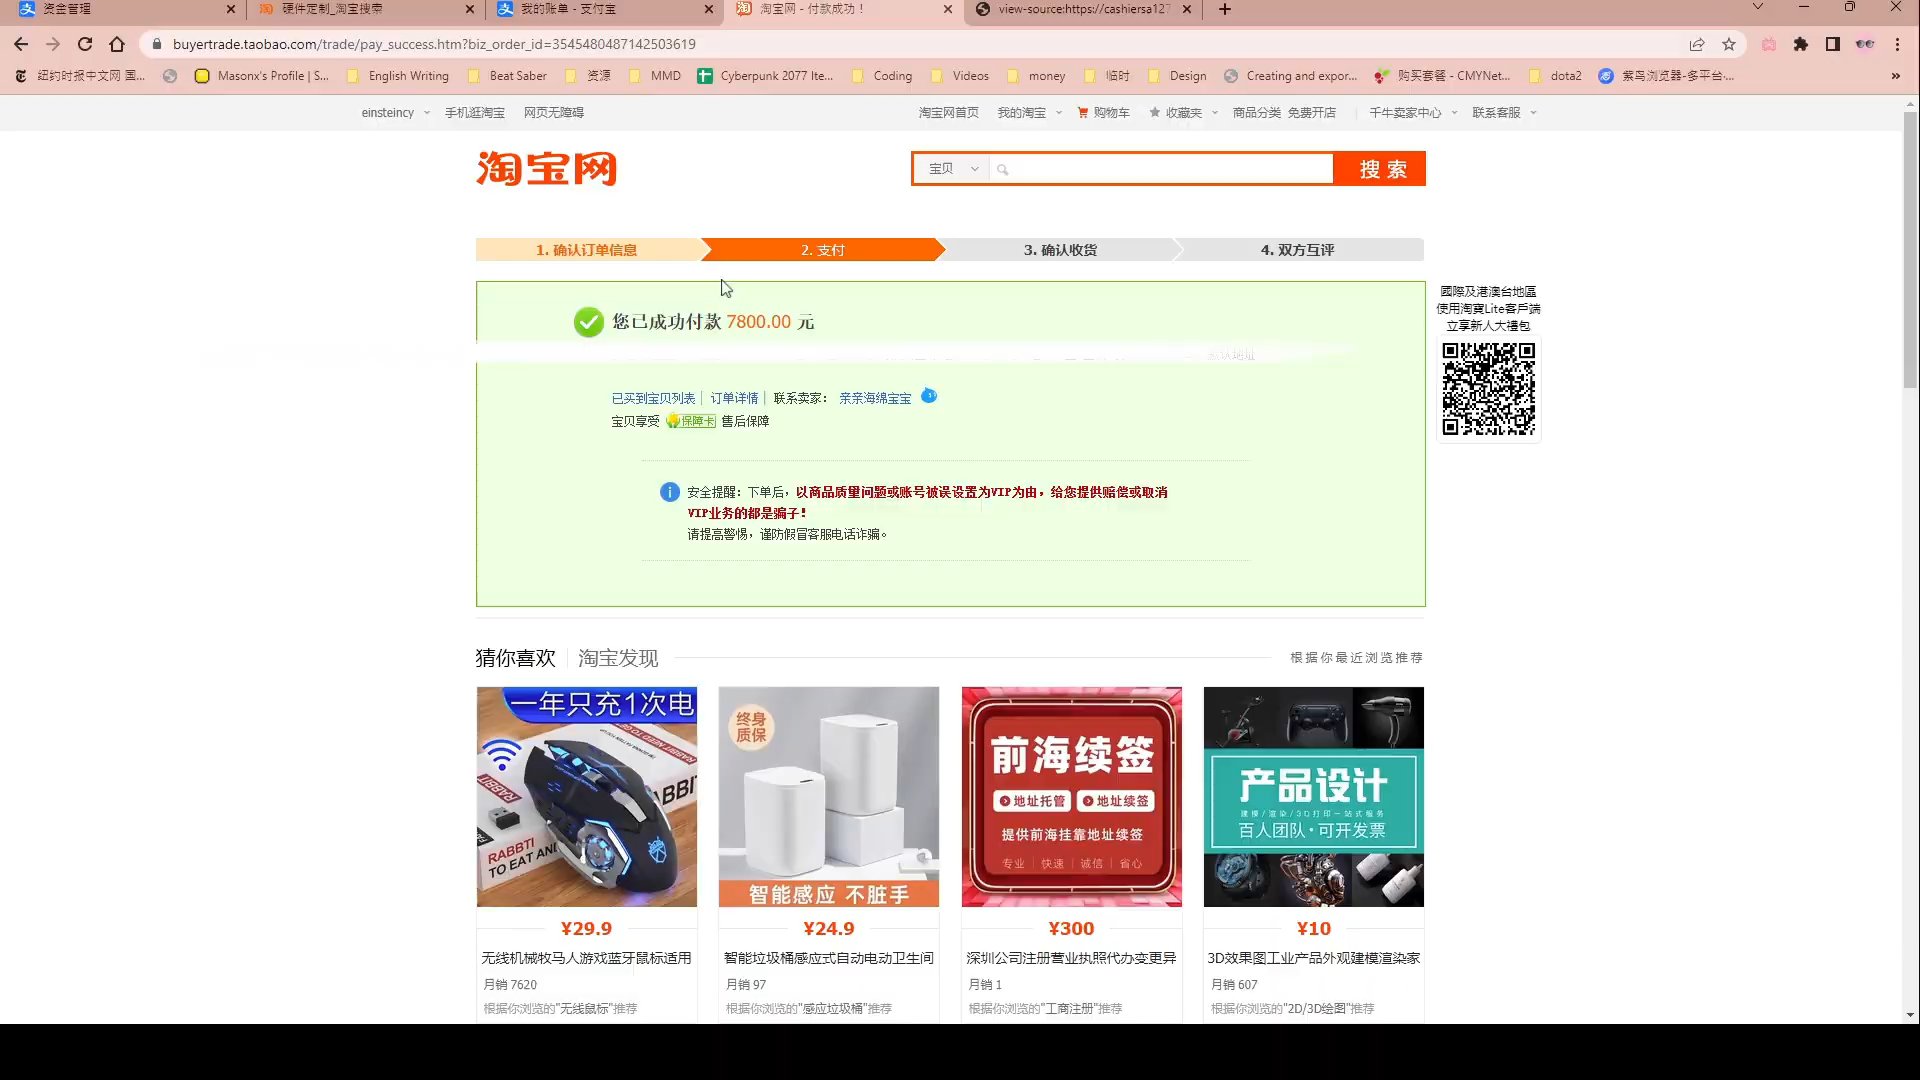 资金管理
硬件定制_淘宝搜索
我的账单 - 支付宝
淘宝网 - 付款成功！
view-source:https://cashiersa127
buyertrade.taobao.com/trade/pay_success.htm?biz_order_id=3545480487142503619
纽约时报中文网 国...
Masonx's Profile | S...
English Writing
Beat Saber
资源
MMD
Cyberpunk 2077 Ite...
Coding
Videos
money
临时
Design
Creating and expor...
购买套餐 - CMYNet...
dota2
紫鸟浏览器-多平台-...
einsteincy
手机逛淘宝
网页无障碍
淘宝网首页
我的淘宝
购物车
收藏夹
商品分类
免费开店
千牛卖家中心
联系客服
淘宝网
宝贝
搜 索
1. 确认订单信息
2. 支付
3. 确认收货
4. 双方互评
國際及港澳台地區
使用淘寶Lite客戶端
立享新人大禮包
您已成功付款 7800.00 元
默认地址
已买到宝贝列表 | 订单详情 | 联系卖家： 亲亲海绵宝宝
宝贝享受 保障卡 售后保障
安全提醒：下单后，以商品质量问题或账号被误设置为VIP为由，给您提供赔偿或取消
VIP业务的都是骗子！
请提高警惕，谨防假冒客服电话诈骗。
猜你喜欢
淘宝发现
根据你最近浏览推荐
一年只充1次电
RABBIT
RABBTI
TO EAT AND
¥29.9
无线机械牧马人游戏蓝牙鼠标适用
月销 7620
根据你浏览的"无线鼠标"推荐
终身
质保
智能感应 不脏手
¥24.9
智能垃圾桶感应式自动电动卫生间
月销 97
根据你浏览的"感应垃圾桶"推荐
前海续签
地址托管
地址续签
提供前海挂靠地址续签
专业 | 快速 | 诚信 | 省心
¥300
深圳公司注册营业执照代办变更异
月销 1
根据你浏览的"工商注册"推荐
产品设计
建模/渲染/3D打印一站式服务
百人团队·可开发票
¥10
3D效果图工业产品外观建模渲染家
月销 607
根据你浏览的"2D/3D绘图"推荐